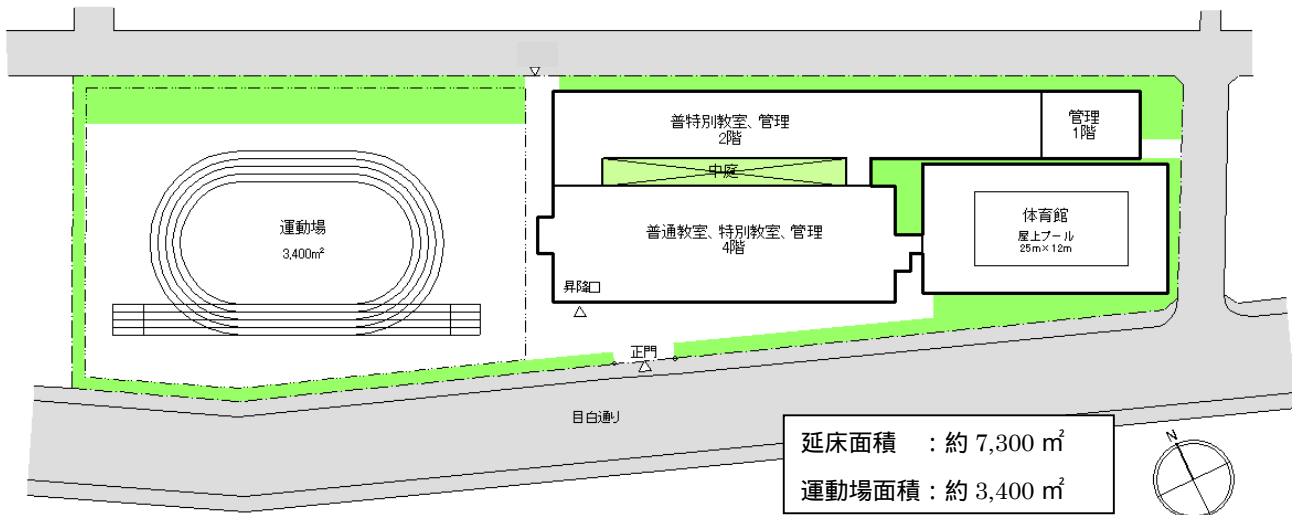 普特別教室、管理
2階
管理
1階
中庭
運動場
3,400㎡
普通教室、特別教室、管理
4階
体育館
屋上プール
25m×12m
昇降口
正門
目白通り
延床面積 :約 7,300 ㎡
運動場面積:約 3,400 ㎡
N